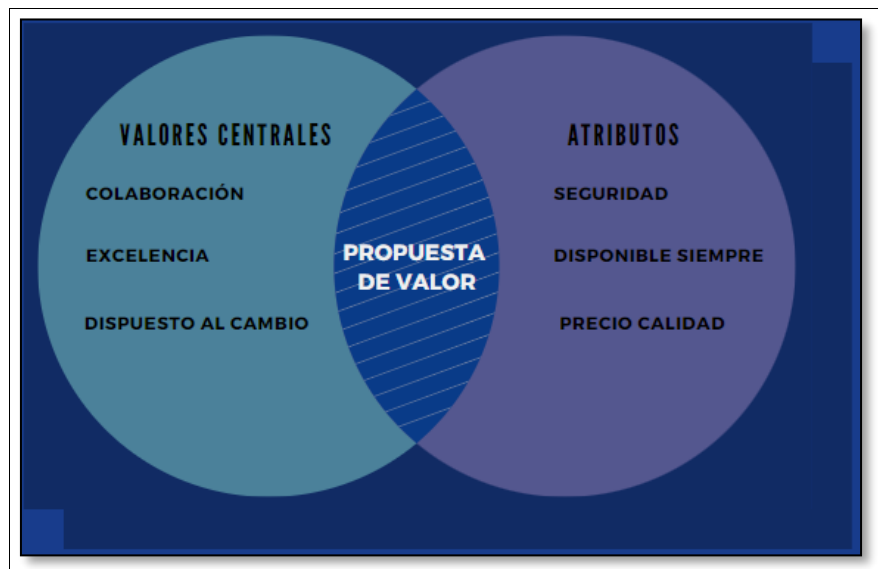 VALORES CENTRALES
COLABORACIÓN
EXCELENCIA
DISPUESTO AL CAMBIO
PROPUESTA
DE VALOR
ATRIBUTOS
SEGURIDAD
DISPONIBLE SIEMPRE
PRECIO CALIDAD